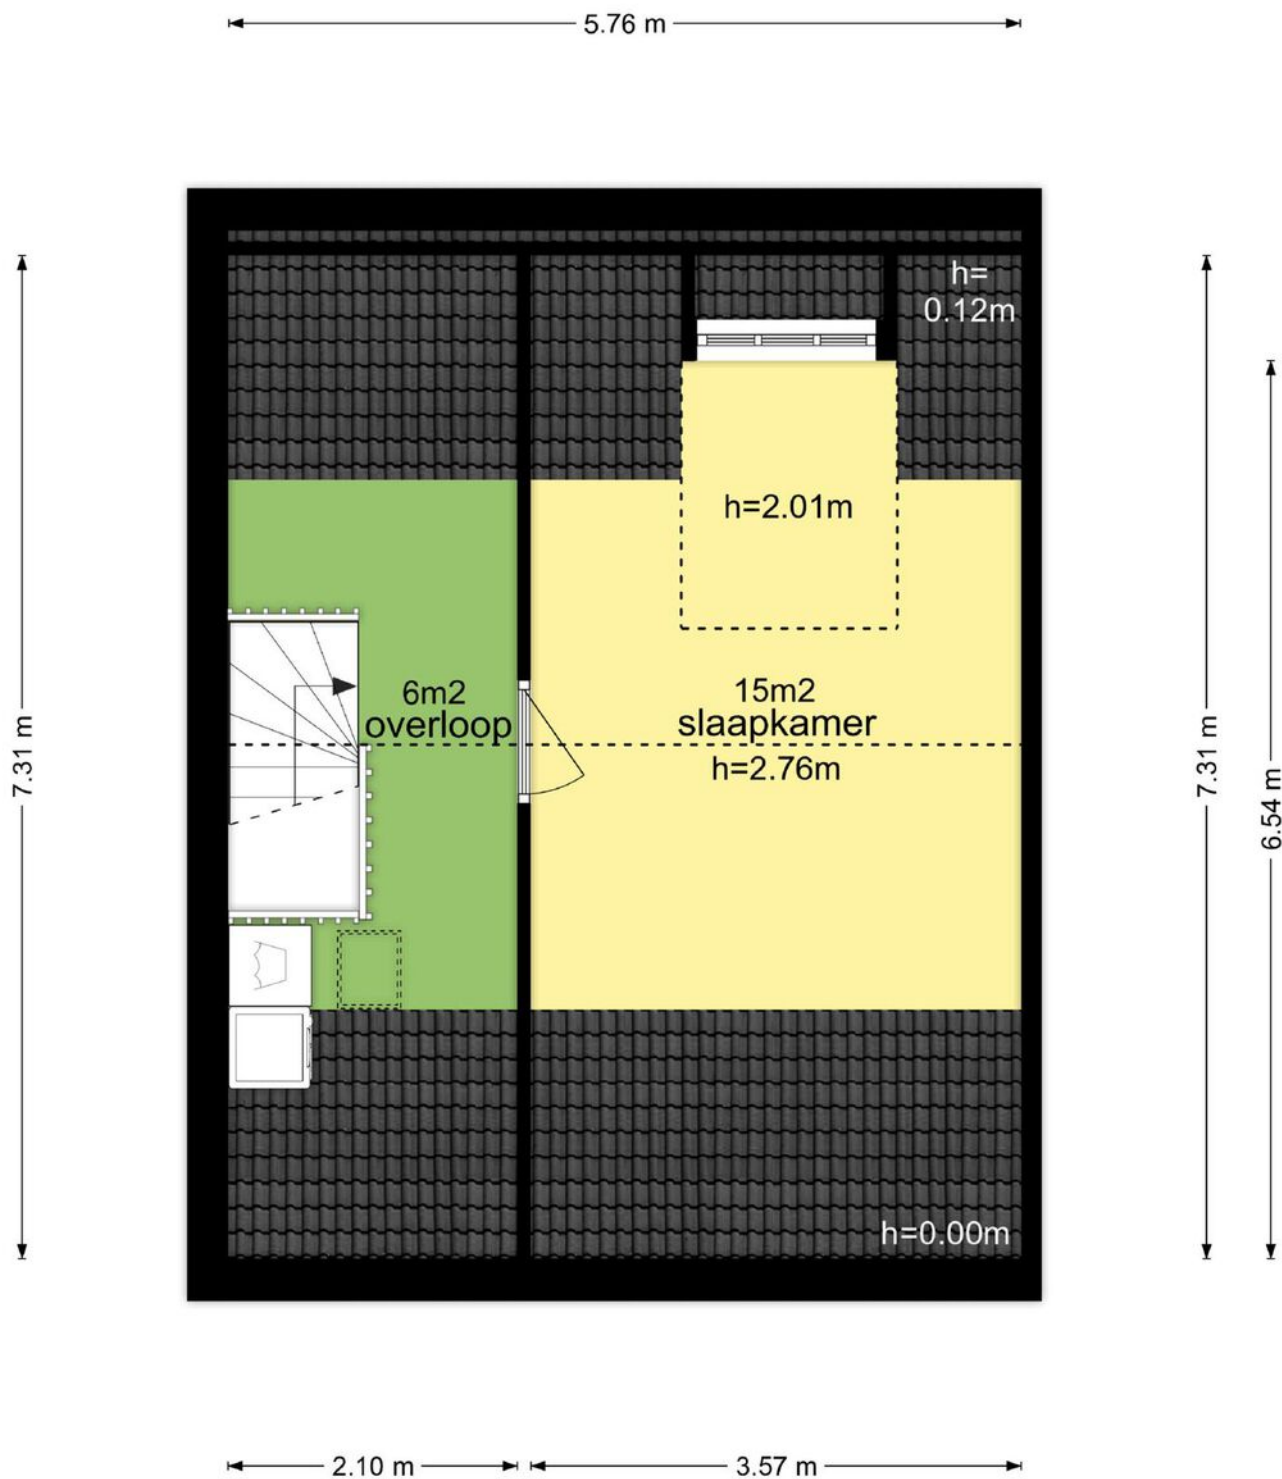 5.76 m
h=
0.12m
h=2.01m
6m2
overloop
15m2
slaapkamer
h=2.76m
7.31 m
7.31 m
6.54 m
h=0.00m
2.10 m
3.57 m